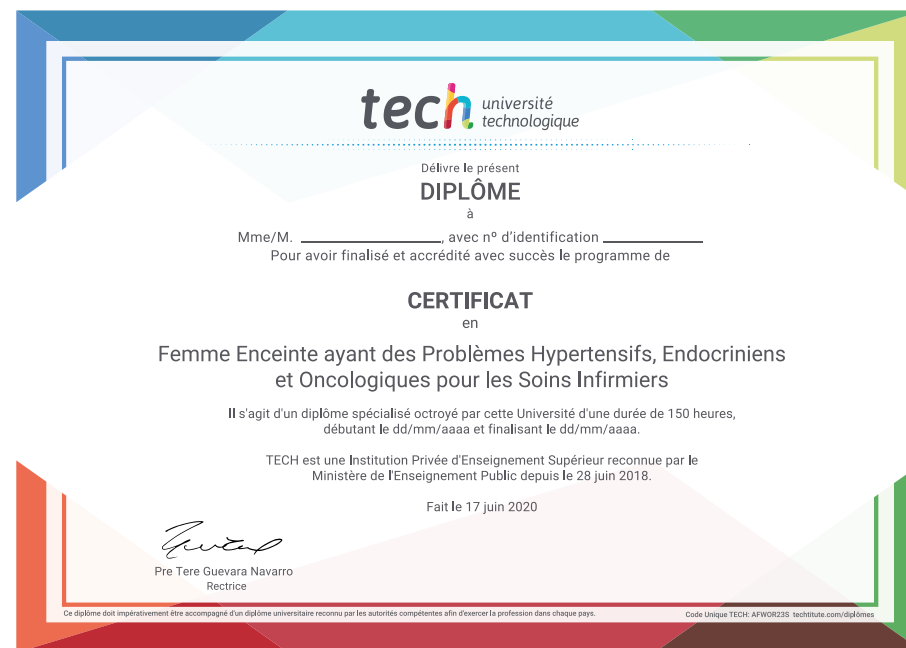 tech université
technologique
Délivre le présent
DIPLÔME
à
Mme/M. ____________________, avec nº d'identification ______________
Pour avoir finalisé et accrédité avec succès le programme de
CERTIFICAT
en
Femme Enceinte ayant des Problèmes Hypertensifs, Endocriniens
et Oncologiques pour les Soins Infirmiers
Il s'agit d'un diplôme spécialisé octroyé par cette Université d'une durée de 150 heures,
débutant le dd/mm/aaaa et finalisant le dd/mm/aaaa.
TECH est une Institution Privée d'Enseignement Supérieur reconnue par le
Ministère de l'Enseignement Public depuis le 28 juin 2018.
Fait le 17 juin 2020
Pre Tere Guevara Navarro
Rectrice
Ce diplôme doit impérativement être accompagné d'un diplôme universitaire reconnu par les autorités compétentes afin d'exercer la profession dans chaque pays.
Code Unique TECH: AFWOR23S techtitute.com/diplômes